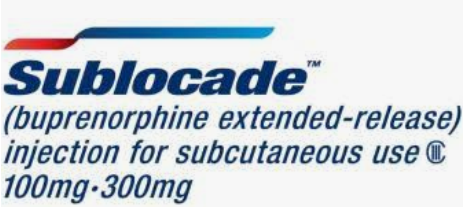 Sublocade™
(buprenorphine extended-release)
injection for subcutaneous use CIII
100mg•300mg